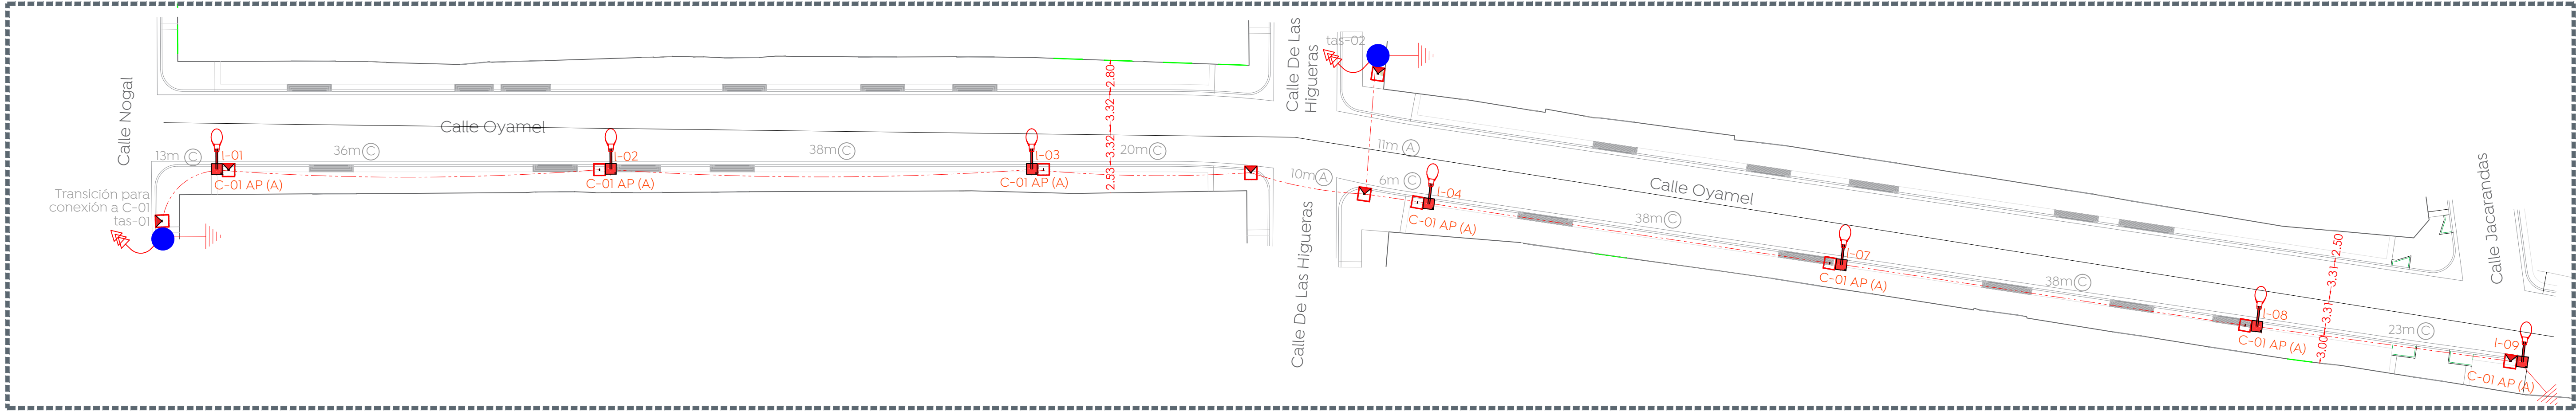 Calle Nogal
Calle Oyamel
13m C
36m C
38m C
20m C
I-01
I-02
I-03
C-01 AP (A)
C-01 AP (A)
C-01 AP (A)
Transición para
conexión a C-01
tas-01
2.80
3.32
3.32
2.53
Calle De Las
Higueras
tas-02
Calle De Las Higueras
10m A
11m A
6m C
I-04
C-01 AP (A)
38m C
Calle Oyamel
I-07
C-01 AP (A)
38m C
I-08
C-01 AP (A)
2.50
3.31
3.31
3.00
23m C
I-09
C-01 AP (A)
Calle Jacarandas